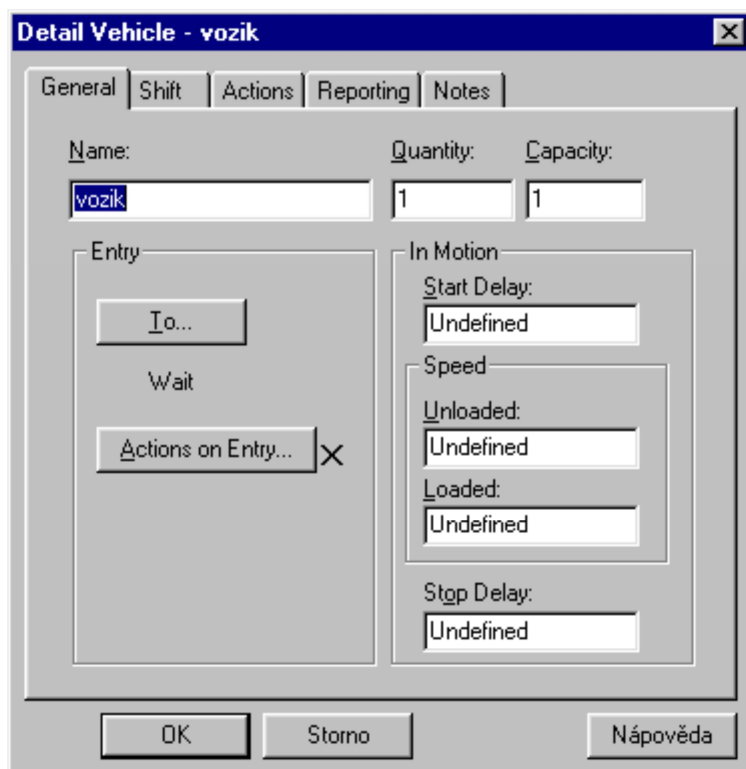 Detail Vehicle - vozik
General Shift Actions Reporting Notes
Name: Quantity: Capacity:
vozik 1 1
Entry
To...
Wait
Actions on Entry...
In Motion
Start Delay:
Undefined
Speed
Unloaded:
Undefined
Loaded:
Undefined
Stop Delay:
Undefined
OK Storno Nápověda